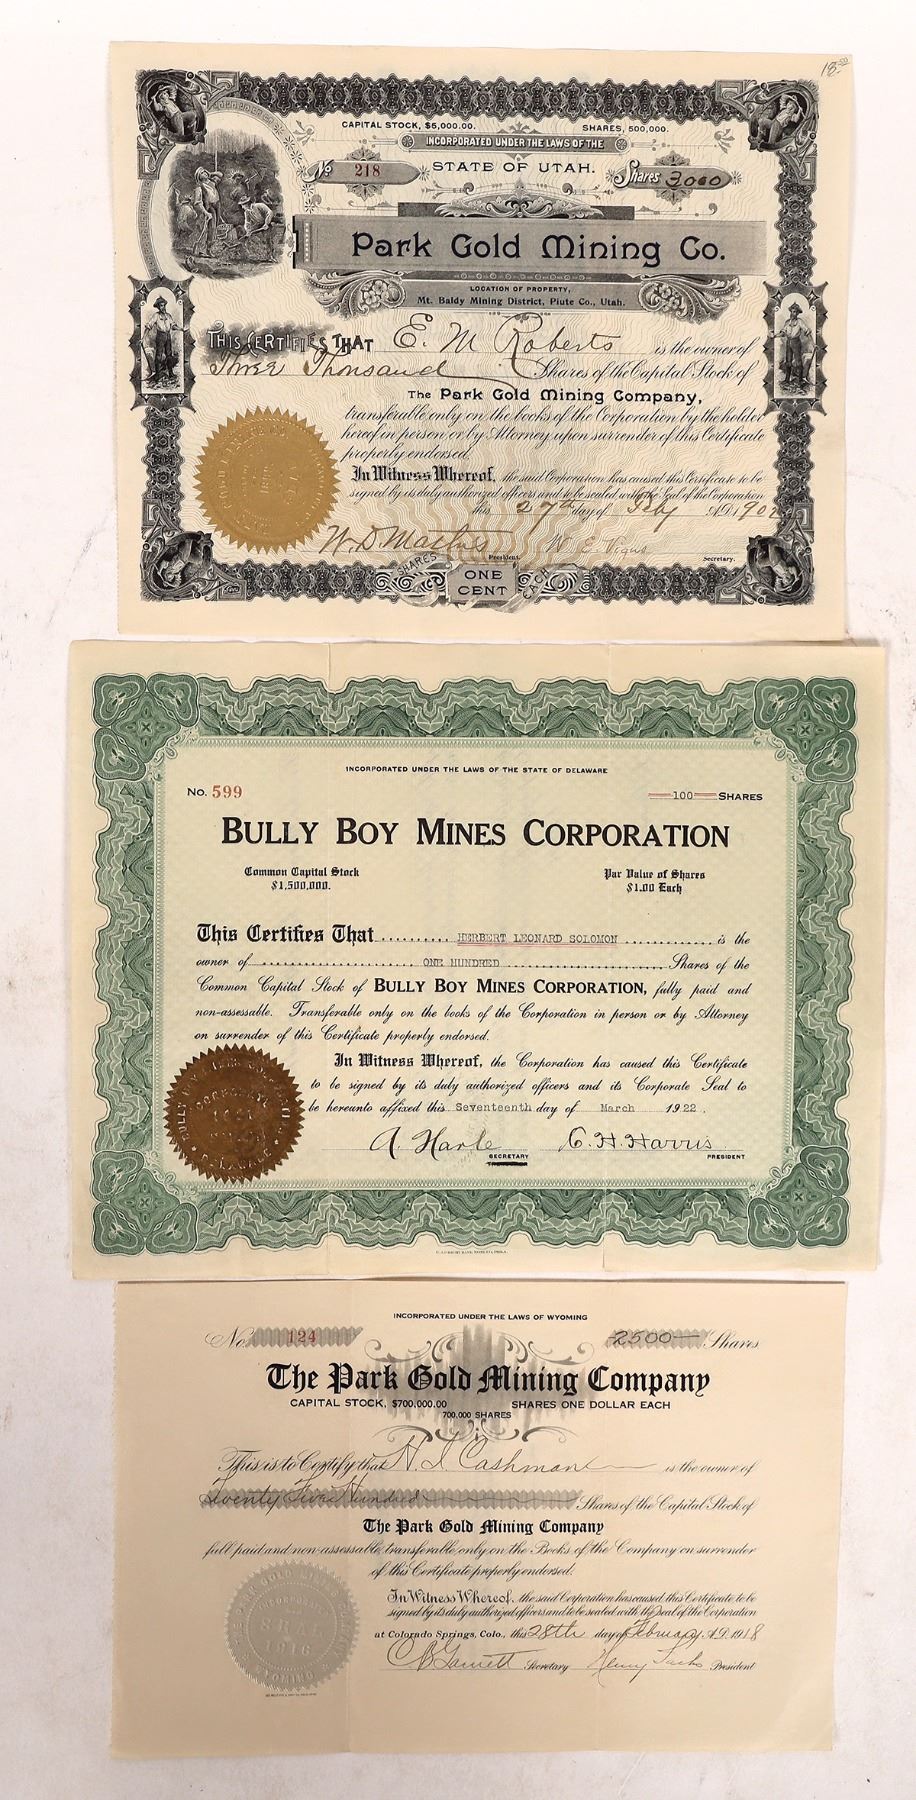 18.50
CAPITAL STOCK, $5,000.00. SHARES, 500,000.
INCORPORATED UNDER THE LAWS OF THE
No. 218 STATE OF UTAH. Shares 3000
Park Gold Mining Co.
LOCATION OF PROPERTY,
Mt. Baldy Mining District, Piute Co., Utah.
THIS CERTIFIES THAT E. M Roberts is the owner of
Three Thousand Shares of the Capital Stock of
The Park Gold Mining Company,
transferable only on the books of the Corporation by the holder
hereof in person or by Attorney upon surrender of this Certificate
properly endorsed.
In Witness Whereof, the said Corporation has caused this Certificate to be
signed by its duly authorized officers and to be sealed with the Seal of the Corporation
this 27th day of Feby A.D. 1902
President. Secretary.
SHARES ONE CENT EACH
INCORPORATED UNDER THE LAWS OF THE STATE OF DELAWARE
No. 599 100 SHARES
BULLY BOY MINES CORPORATION
Common Capital Stock Par Value of Shares
$1,500,000. $1.00 Each
This Certifies That HERBERT LEONARD SOLOMON is the
owner of ONE HUNDRED Shares of the
Common Capital Stock of BULLY BOY MINES CORPORATION, fully paid and
non-assessable. Transferable only on the books of the Corporation in person or by Attorney
on surrender of this Certificate properly endorsed.
In Witness Whereof, the Corporation has caused this Certificate
to be signed by its duly authorized officers and its Corporate Seal to
be hereunto affixed this Seventeenth day of March 1922.
A. Harle C. H. Harris
SECRETARY PRESIDENT
INCORPORATED UNDER THE LAWS OF WYOMING
No. 124 2500 Shares
The Park Gold Mining Company
CAPITAL STOCK, $700,000.00 SHARES ONE DOLLAR EACH
700,000 SHARES
This is to Certify that H. I. Cashman is the owner of
Twenty Five Hundred Shares of the Capital Stock of
The Park Gold Mining Company
full paid and non-assessable, transferable only on the Books of the Company on surrender
of this Certificate properly endorsed.
In Witness Whereof, the said Corporation has caused this Certificate to be
signed by its duly authorized officers and to be sealed with the Seal of the Corporation
at Colorado Springs, Colo., this 28th day of February A.D. 1918
C B Garnett Secretary Henry Sachs President
THE PARK GOLD MINING COMPANY
INCORPORATED
SEAL
1916
WYOMING